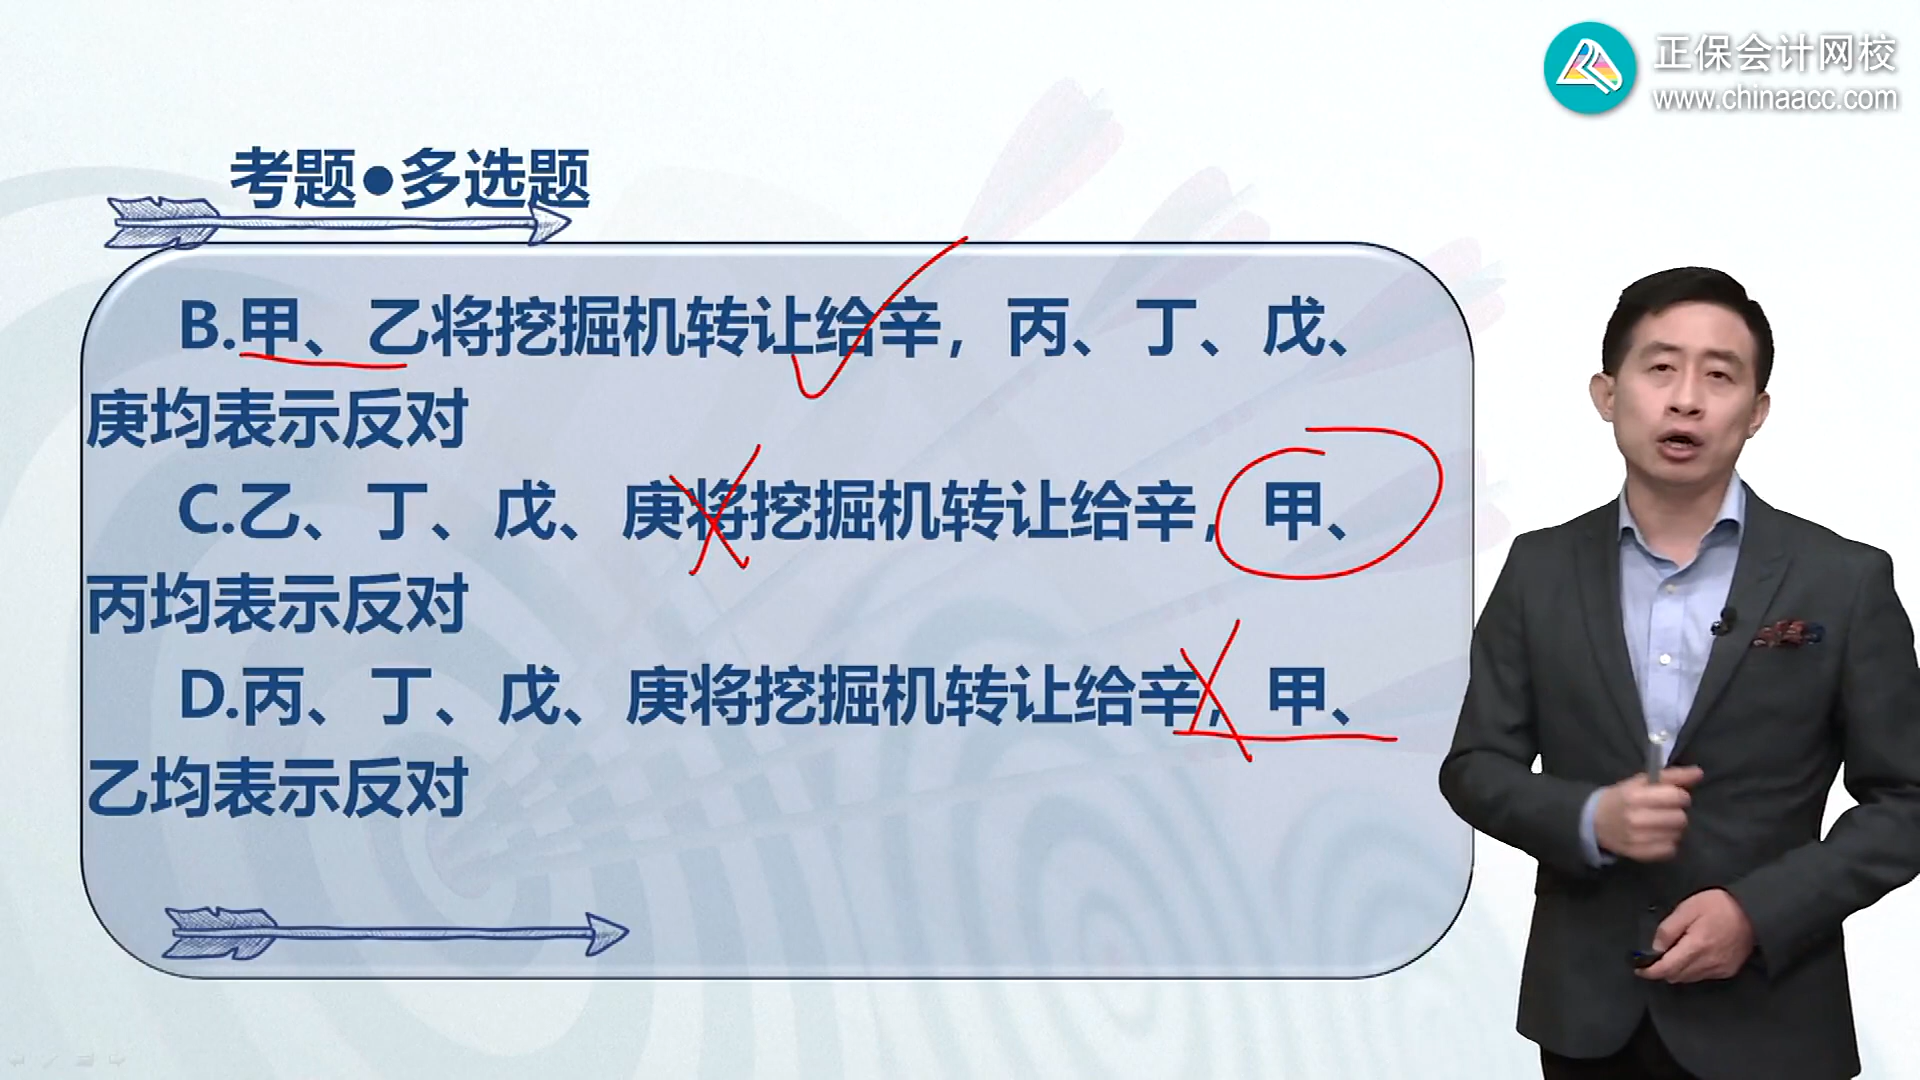 正保会计网校
www.chinaacc.com
考题●多选题
B.甲、乙将挖掘机转让给辛，丙、丁、戊、
庚均表示反对
C.乙、丁、戊、庚将挖掘机转让给辛，甲、
丙均表示反对
D.丙、丁、戊、庚将挖掘机转让给辛，甲、
乙均表示反对